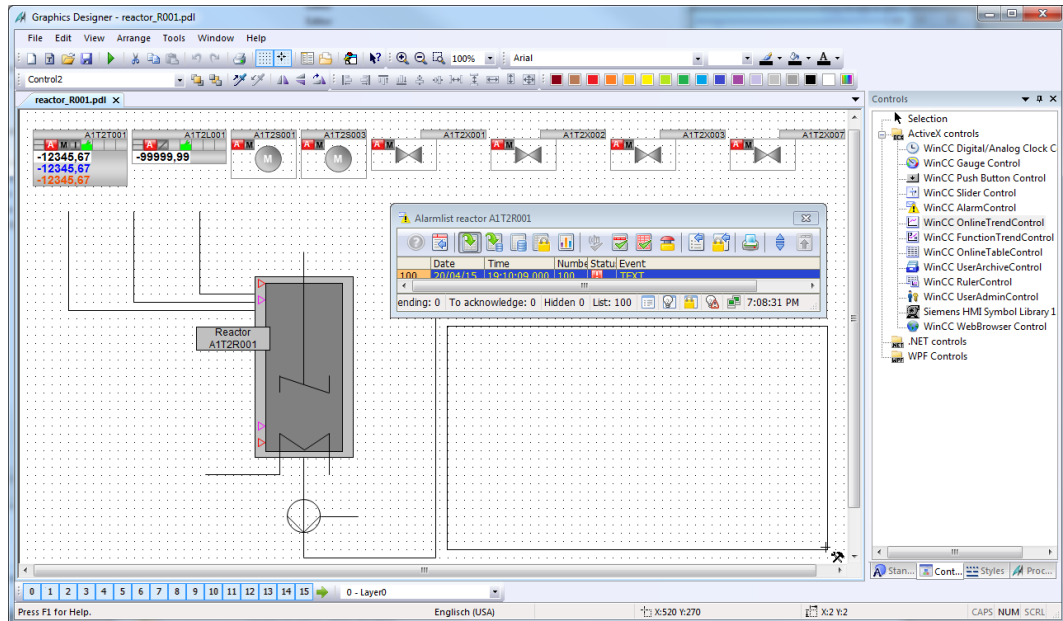 Graphics Designer - reactor_R001.pdl
File Edit View Arrange Tools Window Help
100% Arial
Control2
reactor_R001.pdl
A1T2T001 A1T2L001 A1T2S001 A1T2S003 A1T2X001 A1T2X002 A1T2X003 A1T2X007
A M I A A M A M A M A M A M A M
-12345,67 -99999,99 M M
-12345,67
-12345,67
Alarmlist reactor A1T2R001
Date Time Numbe Statu Event
100 20/04/15 19:10:09.000 100 TEXT
ending: 0 To acknowledge: 0 Hidden 0 List: 100 7:08:31 PM
Reactor
A1T2R001
Controls
Selection
ActiveX controls
WinCC Digital/Analog Clock C
WinCC Gauge Control
WinCC Push Button Control
WinCC Slider Control
WinCC AlarmControl
WinCC OnlineTrendControl
WinCC FunctionTrendControl
WinCC OnlineTableControl
WinCC UserArchiveControl
WinCC RulerControl
WinCC UserAdminControl
Siemens HMI Symbol Library 1
WinCC WebBrowser Control
.NET controls
WPF Controls
Stan... Cont... Styles Proc...
0 1 2 3 4 5 6 7 8 9 10 11 12 13 14 15 0 - Layer0
Press F1 for Help. Englisch (USA) X:520 Y:270 X:2 Y:2 CAPS NUM SCRL